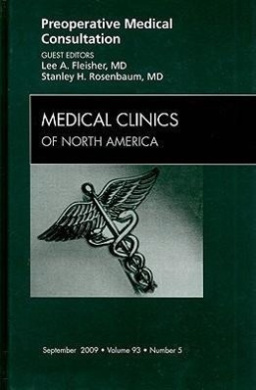 Preoperative Medical
Consultation
GUEST EDITORS
Lee A. Fleisher, MD
Stanley H. Rosenbaum, MD
MEDICAL CLINICS
OF NORTH AMERICA
September 2009 • Volume 93 • Number 5